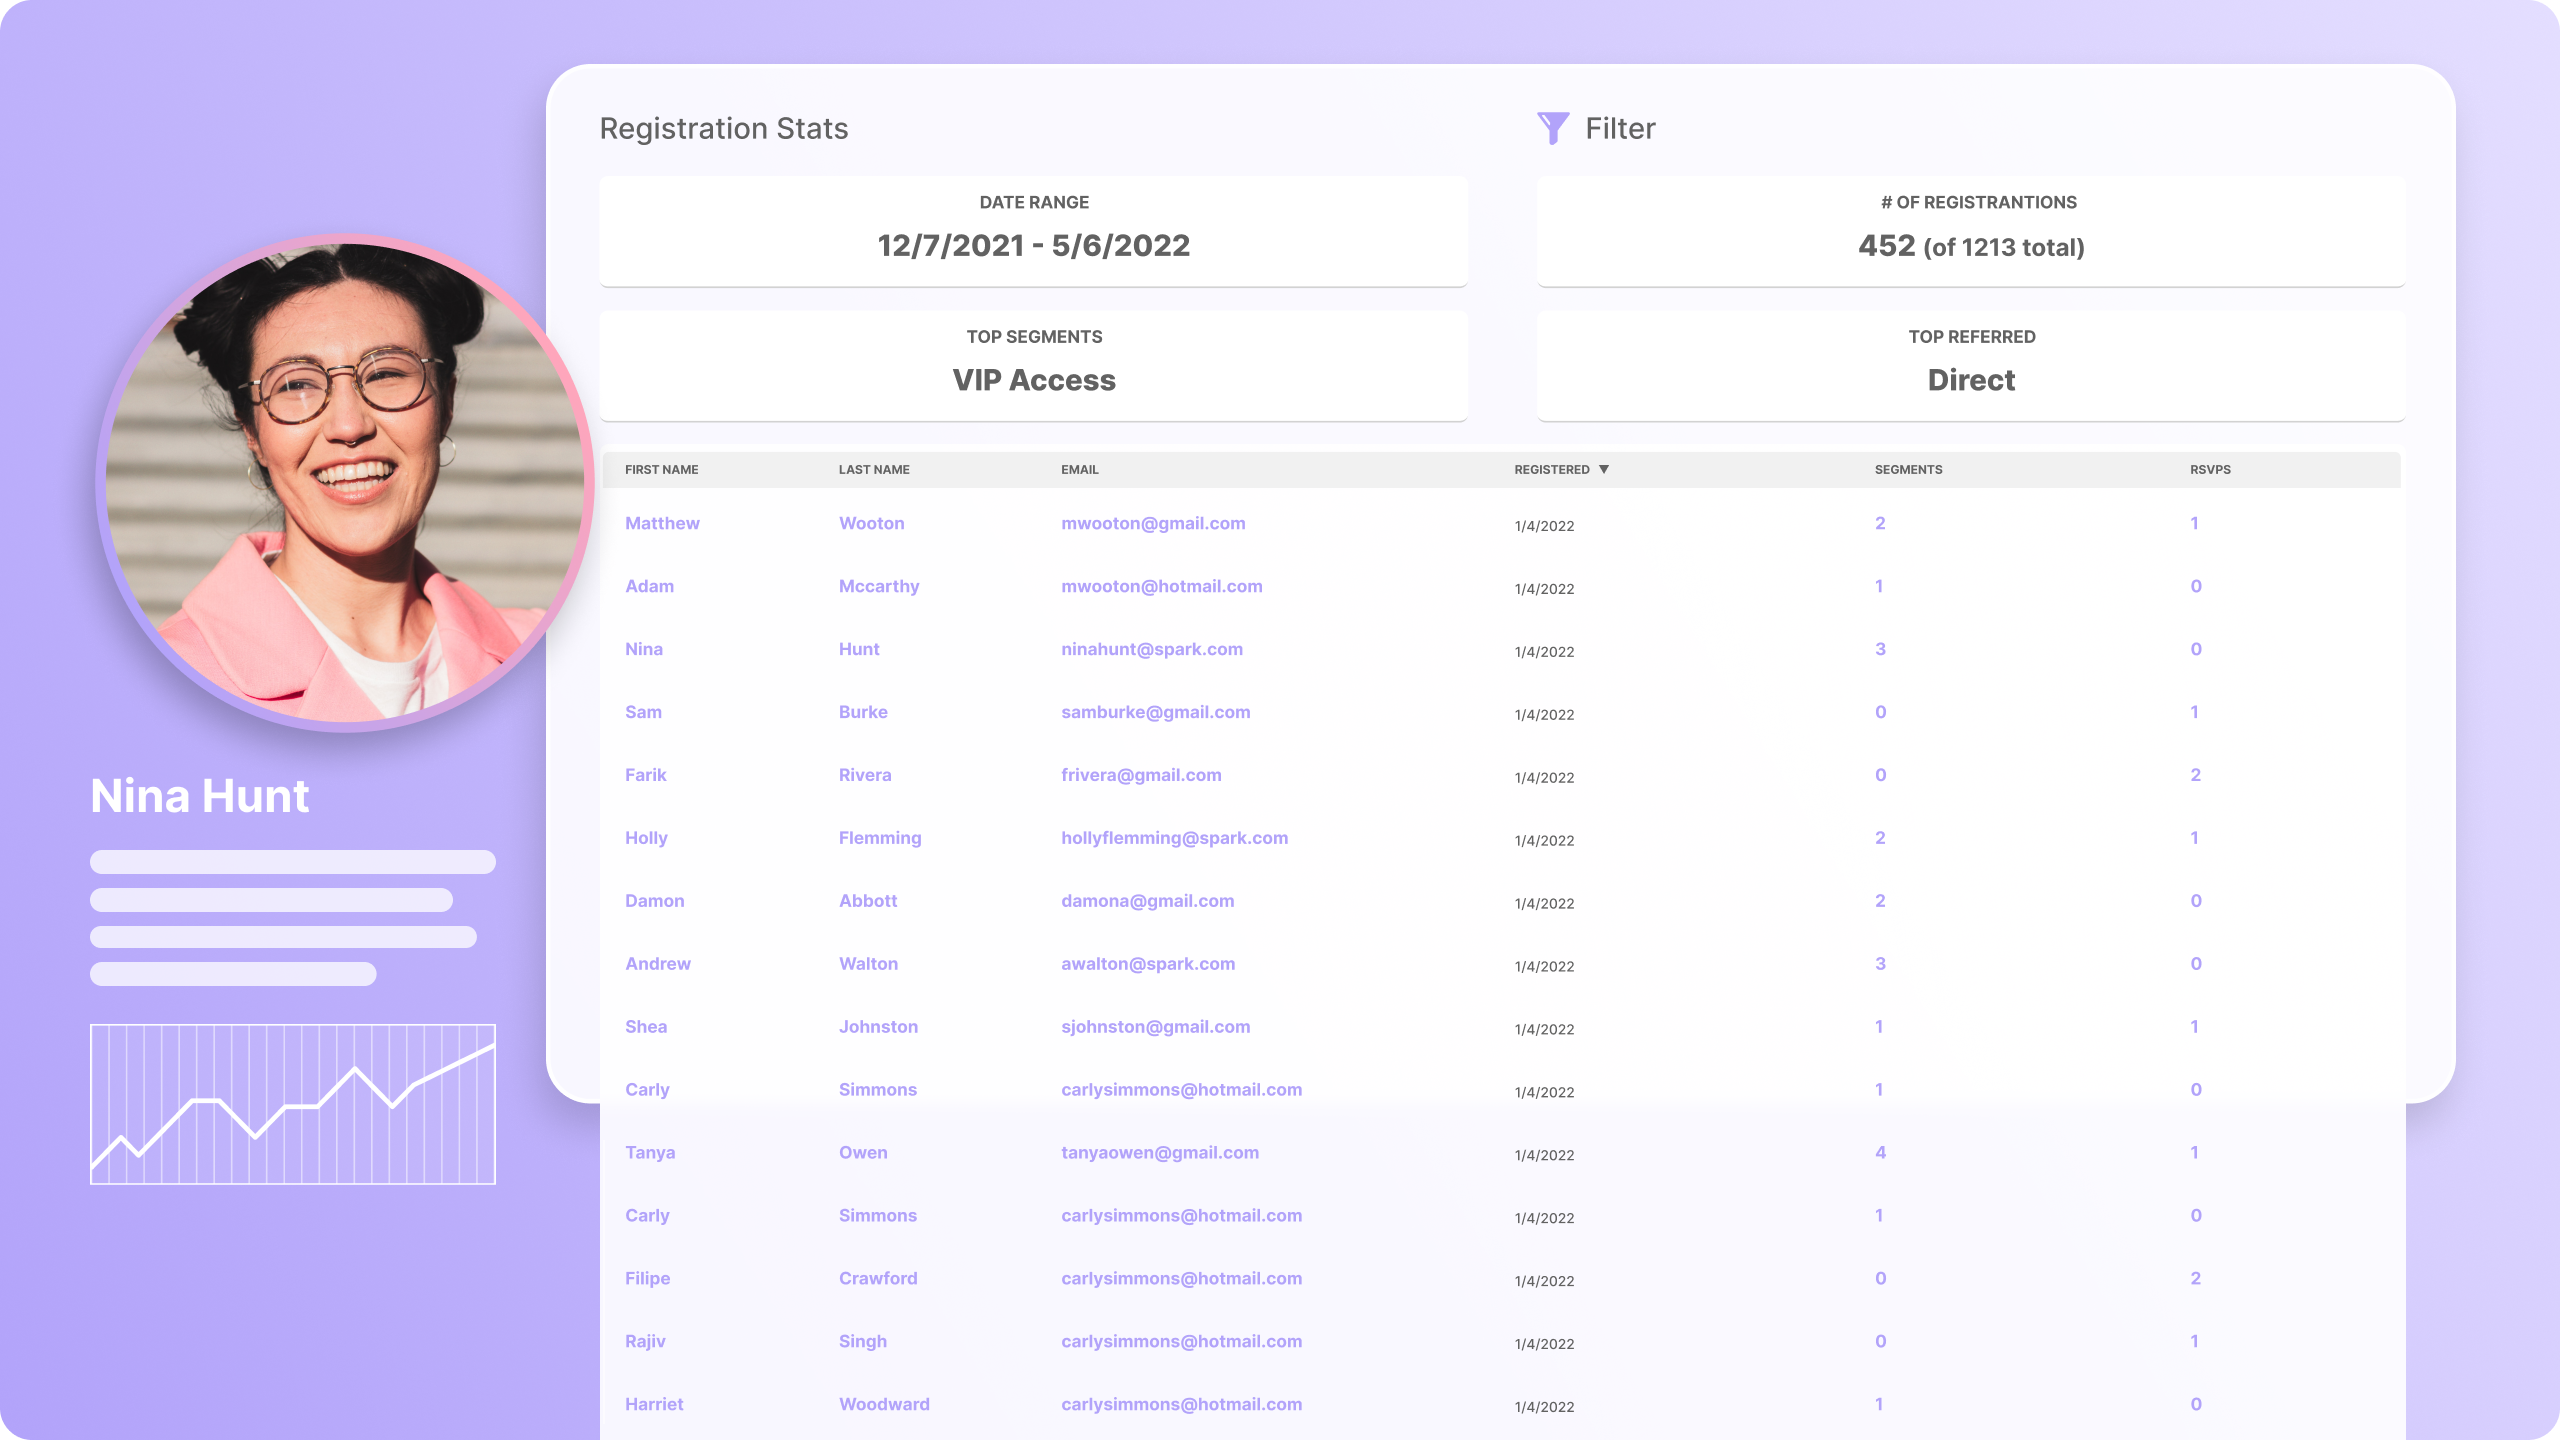 Registration Stats
Filter
DATE RANGE
12/7/2021 - 5/6/2022
# OF REGISTRANTIONS
452 (of 1213 total)
TOP SEGMENTS
VIP Access
TOP REFERRED
Direct
FIRST NAME LAST NAME EMAIL REGISTERED ▼ SEGMENTS RSVPS
Matthew Wooton mwooton@gmail.com 1/4/2022 2 1
Adam Mccarthy mwooton@hotmail.com 1/4/2022 1 0
Nina Hunt ninahunt@spark.com 1/4/2022 3 0
Sam Burke samburke@gmail.com 1/4/2022 0 1
Farik Rivera frivera@gmail.com 1/4/2022 0 2
Holly Flemming hollyflemming@spark.com 1/4/2022 2 1
Damon Abbott damona@gmail.com 1/4/2022 2 0
Andrew Walton awalton@spark.com 1/4/2022 3 0
Shea Johnston sjohnston@gmail.com 1/4/2022 1 1
Carly Simmons carlysimmons@hotmail.com 1/4/2022 1 0
Tanya Owen tanyaowen@gmail.com 1/4/2022 4 1
Carly Simmons carlysimmons@hotmail.com 1/4/2022 1 0
Filipe Crawford carlysimmons@hotmail.com 1/4/2022 0 2
Rajiv Singh carlysimmons@hotmail.com 1/4/2022 0 1
Harriet Woodward carlysimmons@hotmail.com 1/4/2022 1 0
Nina Hunt